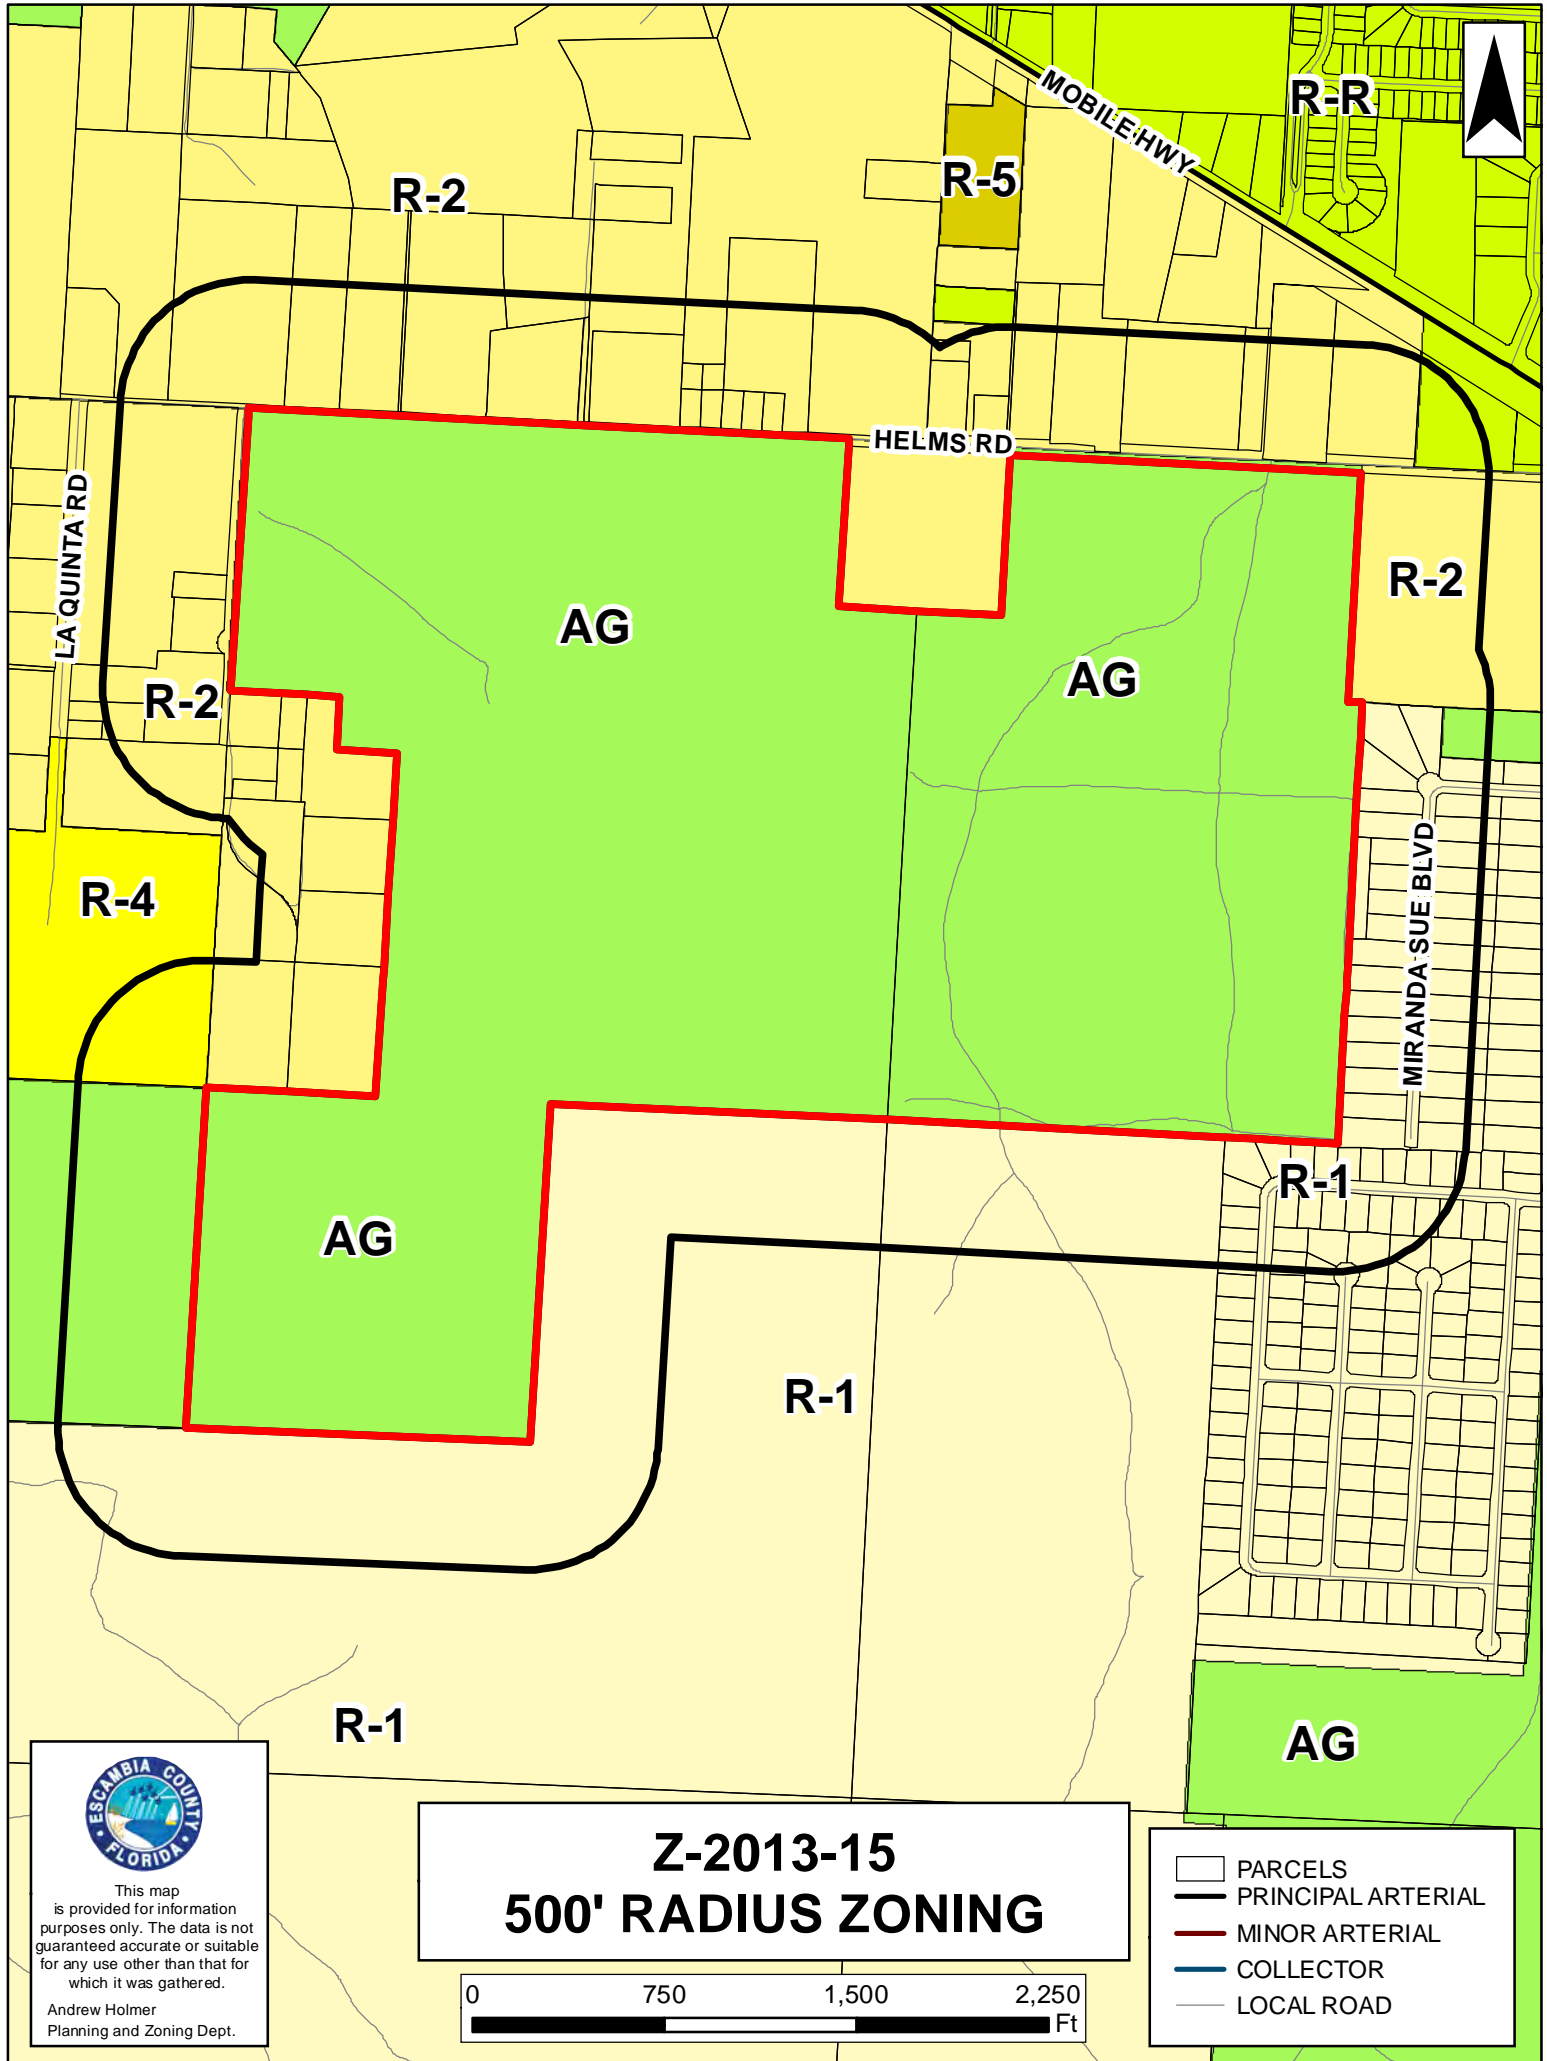 MOBILE HWY
R-R
R-2
R-5
HELMS RD
LA QUINTA RD
AG
R-2
AG
R-2
R-4
MIRANDA SUE BLVD
R-1
AG
R-1
R-1
AG
ESCAMBIA COUNTY
FLORIDA
This map
is provided for information
purposes only. The data is not
guaranteed accurate or suitable
for any use other than that for
which it was gathered.
Andrew Holmer
Planning and Zoning Dept.
Z-2013-15
500' RADIUS ZONING
0 750 1,500 2,250
Ft
PARCELS
PRINCIPAL ARTERIAL
MINOR ARTERIAL
COLLECTOR
LOCAL ROAD